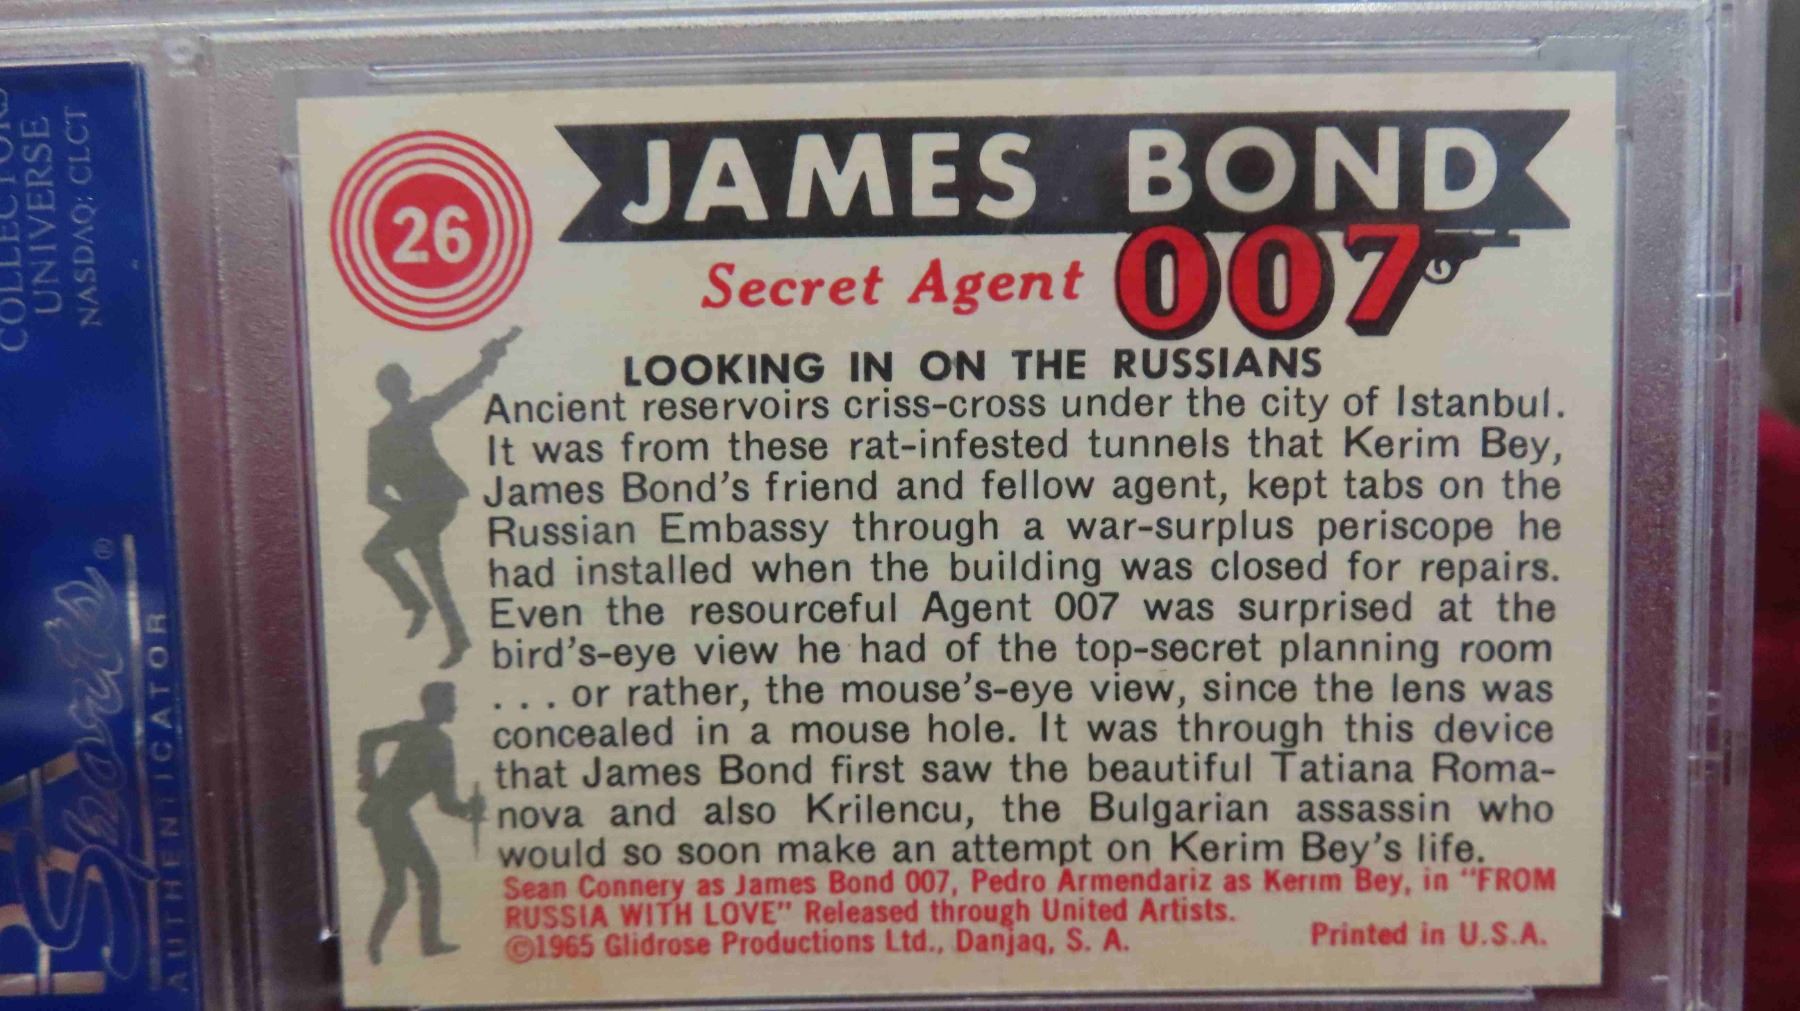 COLLECTORS
UNIVERSE
NASDAQ: CLCT
Sports
AUTHENTICATOR
26
JAMES BOND
Secret Agent 007
LOOKING IN ON THE RUSSIANS
Ancient reservoirs criss-cross under the city of Istanbul.
It was from these rat-infested tunnels that Kerim Bey,
James Bond's friend and fellow agent, kept tabs on the
Russian Embassy through a war-surplus periscope he
had installed when the building was closed for repairs.
Even the resourceful Agent 007 was surprised at the
bird's-eye view he had of the top-secret planning room
. . . or rather, the mouse's-eye view, since the lens was
concealed in a mouse hole. It was through this device
that James Bond first saw the beautiful Tatiana Roma-
nova and also Krilencu, the Bulgarian assassin who
would so soon make an attempt on Kerim Bey's life.
Sean Connery as James Bond 007, Pedro Armendariz as Kerim Bey, in "FROM
RUSSIA WITH LOVE" Released through United Artists.
©1965 Glidrose Productions Ltd., Danjaq, S. A.
Printed in U.S.A.